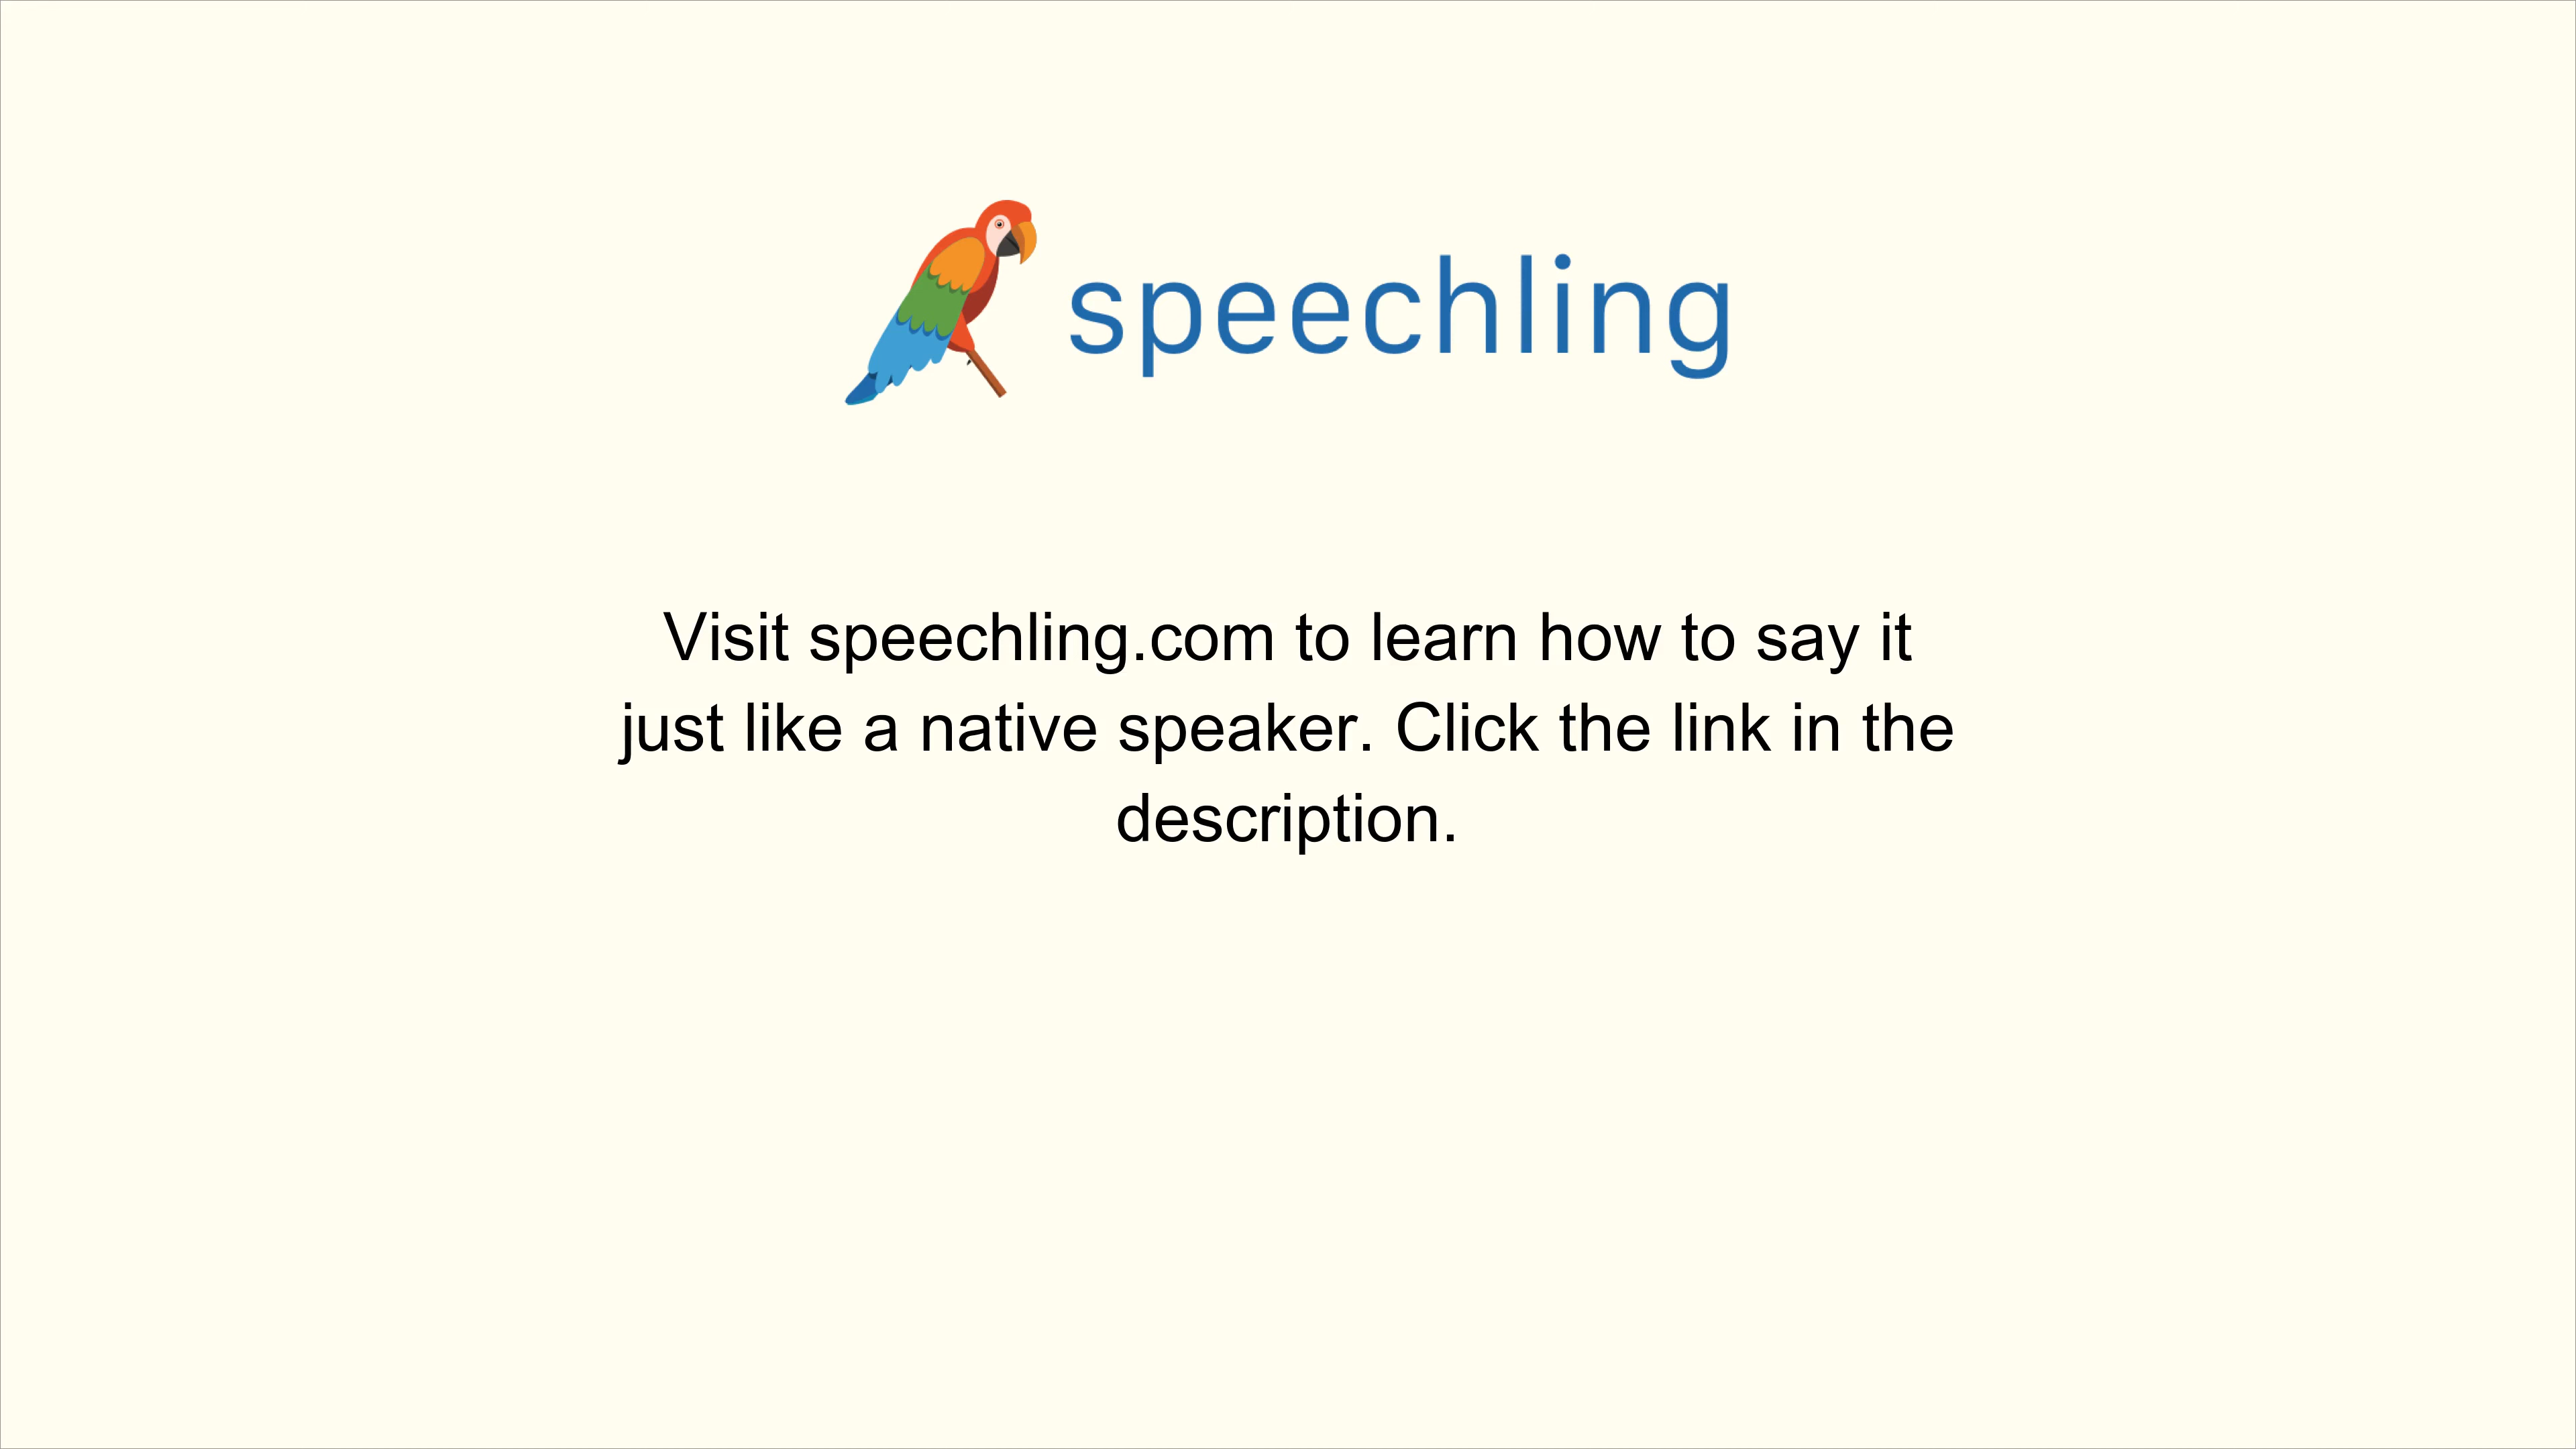 speechling
Visit speechling.com to learn how to say it
just like a native speaker. Click the link in the
description.